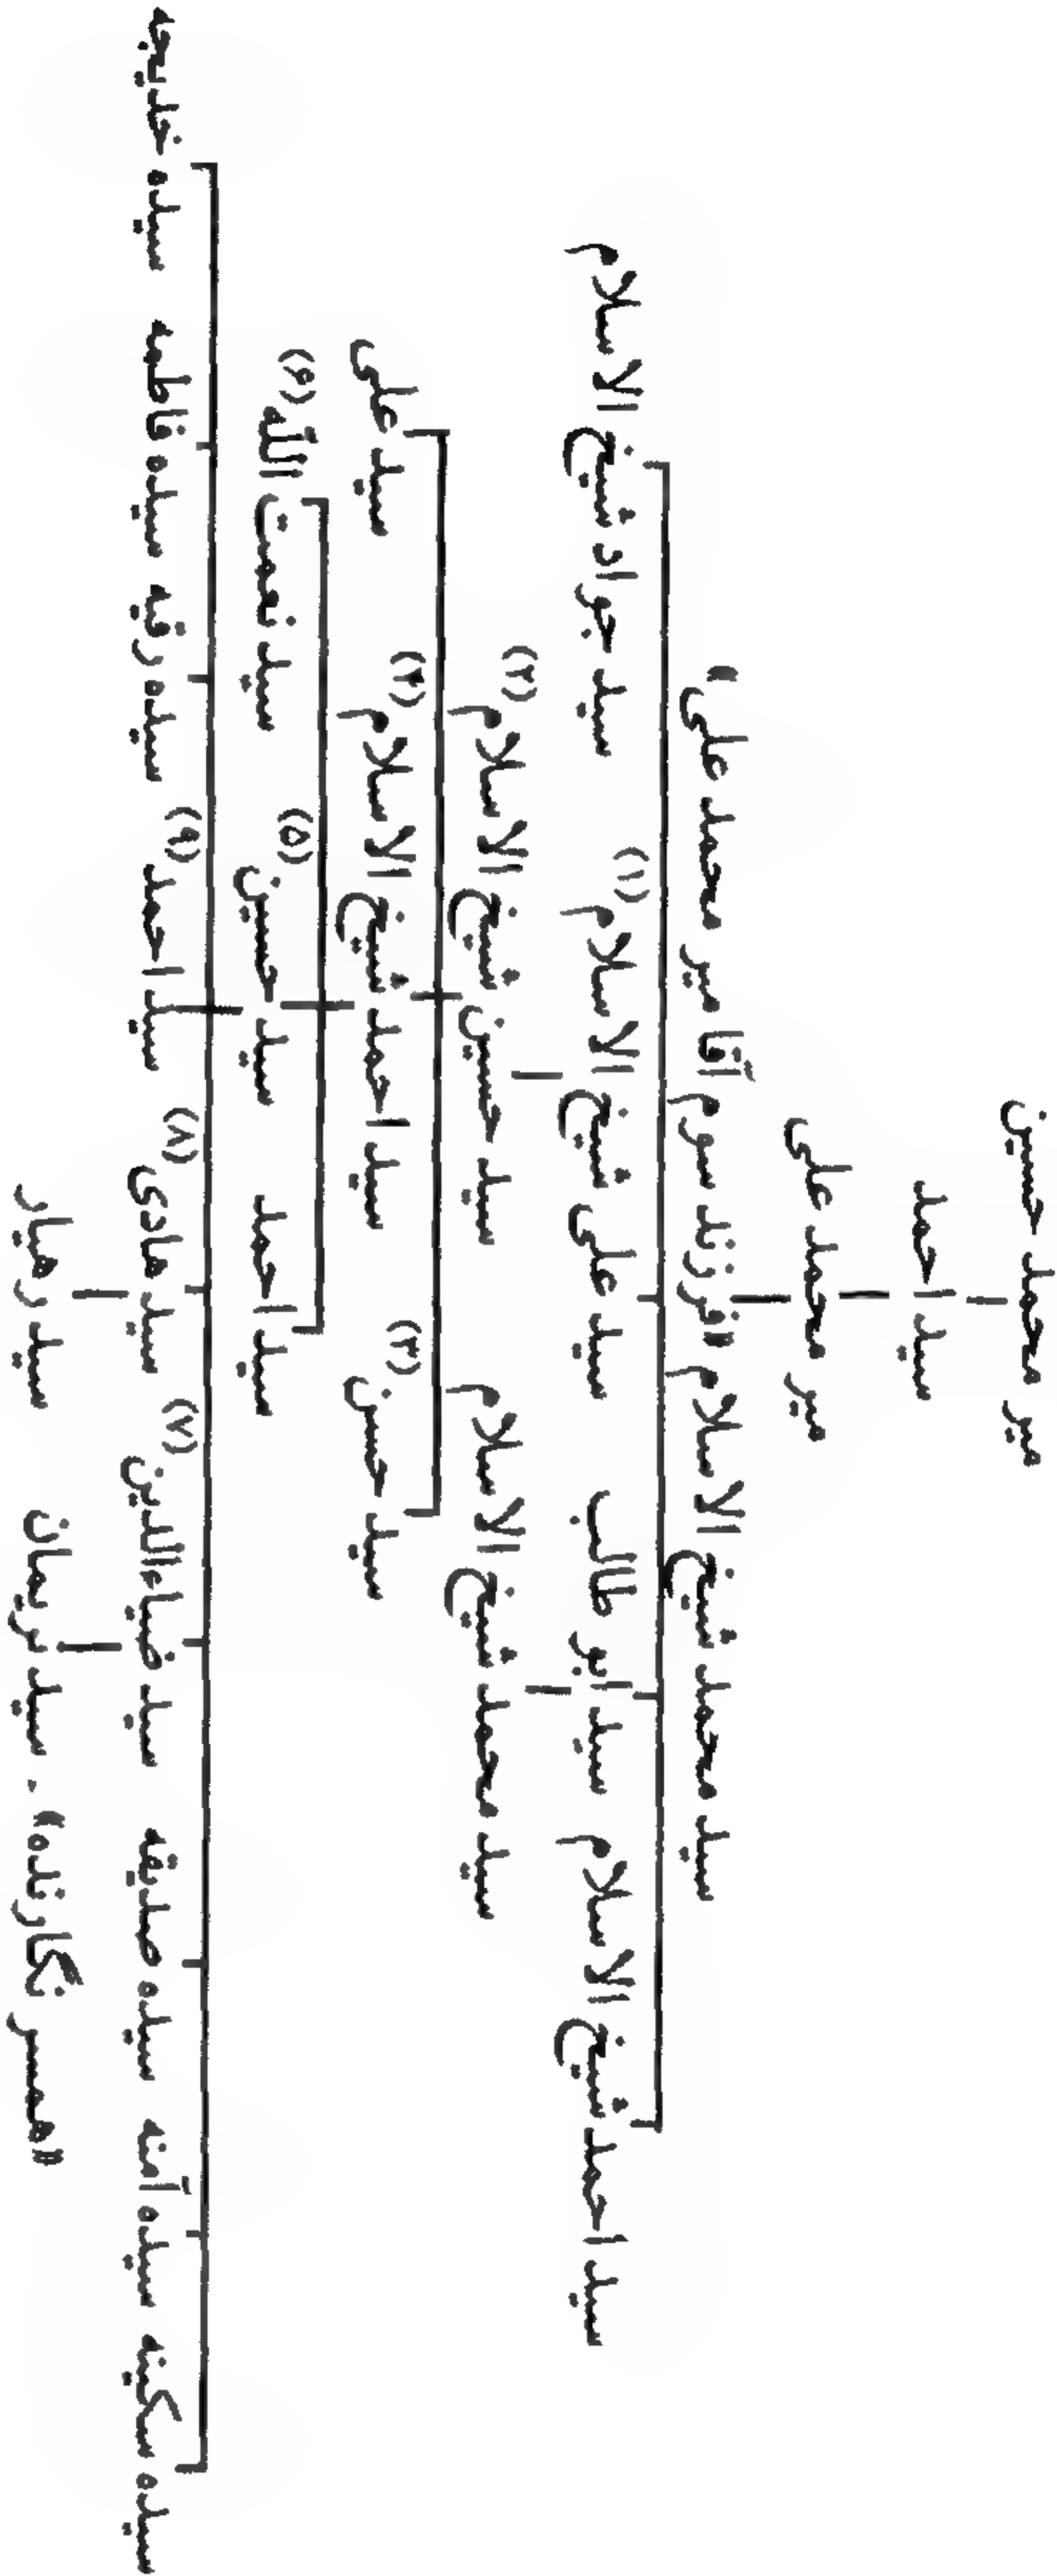 میر محمد حسین
سید احمد
میر محمد علی
سید محمد شیخ الاسلام «فرزند سوم آقا میر محمد علی»
سید احمد شیخ الاسلام سید ابو طالب سید علی شیخ الاسلام (۱) سید جواد شیخ الاسلام
سید محمد شیخ الاسلام سید حسین شیخ الاسلام (۲)
سید حسن (۳) سید احمد شیخ الاسلام (۴) سید علی
سید احمد سید حسین (۵) سید نعمت الله (۶)
سیده سکینه سیده آمنه سیده صدیقه سید ضیاءالدین (۷) سید هادی (۸) سید احمد (۹) سیده رقیه سیده فاطمه سیده خدیجه
«همسر نگارنده» - سید نریمان سید رهیار